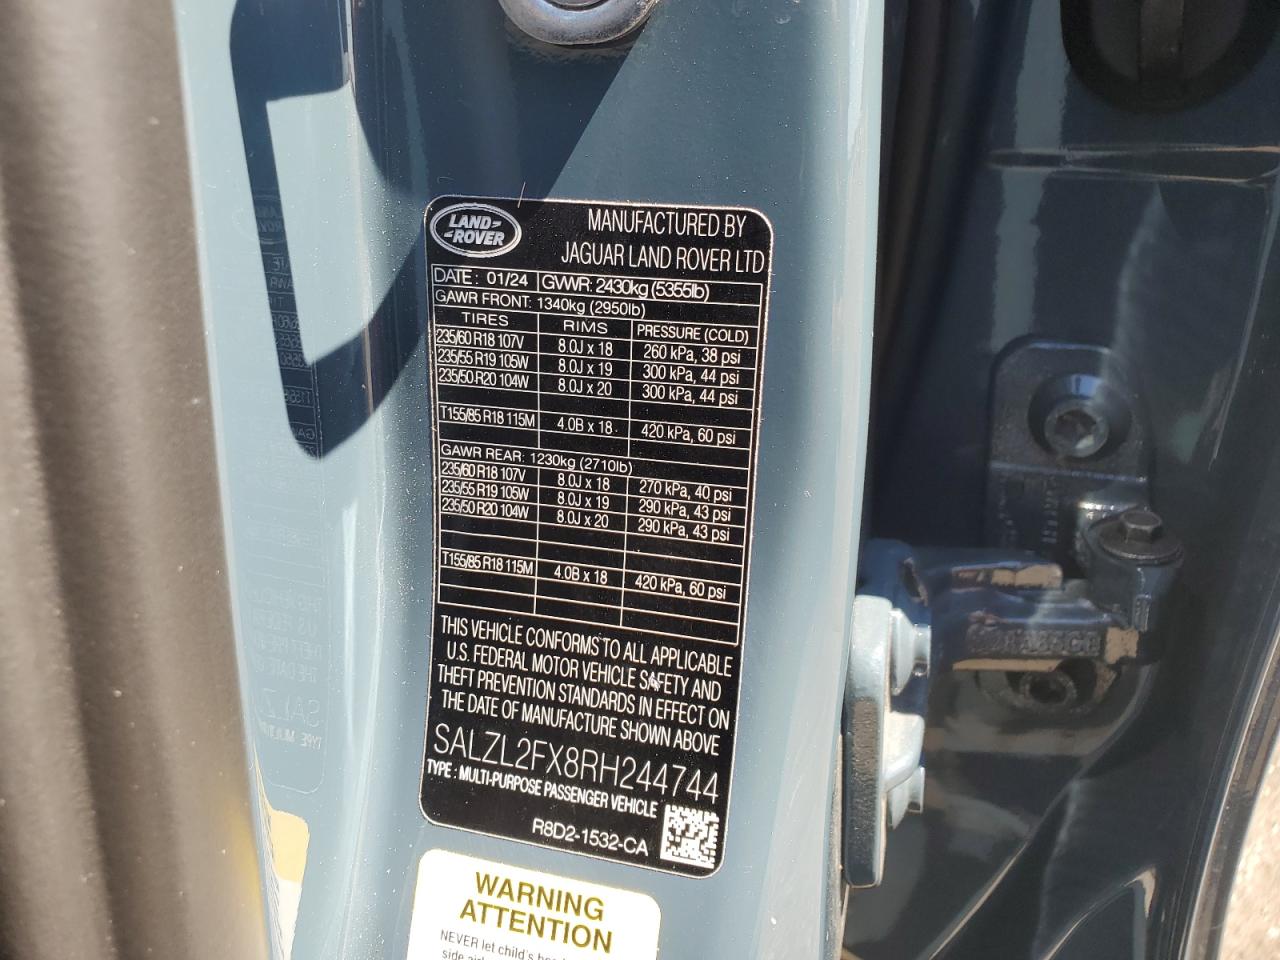 LAND-
-ROVER
MANUFACTURED BY
JAGUAR LAND ROVER LTD
DATE: 01/24 GVWR: 2430kg (5355lb)
GAWR FRONT: 1340kg (2950lb)
TIRES RIMS PRESSURE (COLD)
235/60 R18 107V 8.0J x 18 260 kPa, 38 psi
235/55 R19 105W 8.0J x 19 300 kPa, 44 psi
235/50 R20 104W 8.0J x 20 300 kPa, 44 psi
T155/85 R18 115M 4.0B x 18 420 kPa, 60 psi
GAWR REAR: 1230kg (2710lb)
235/60 R18 107V 8.0J x 18 270 kPa, 40 psi
235/55 R19 105W 8.0J x 19 290 kPa, 43 psi
235/50 R20 104W 8.0J x 20 290 kPa, 43 psi
T155/85 R18 115M 4.0B x 18 420 kPa, 60 psi
THIS VEHICLE CONFORMS TO ALL APPLICABLE
U.S. FEDERAL MOTOR VEHICLE SAFETY AND
THEFT PREVENTION STANDARDS IN EFFECT ON
THE DATE OF MANUFACTURE SHOWN ABOVE
SALZL2FX8RH244744
TYPE : MULTI-PURPOSE PASSENGER VEHICLE
R8D2-1532-CA
WARNING
ATTENTION
NEVER let child's
side